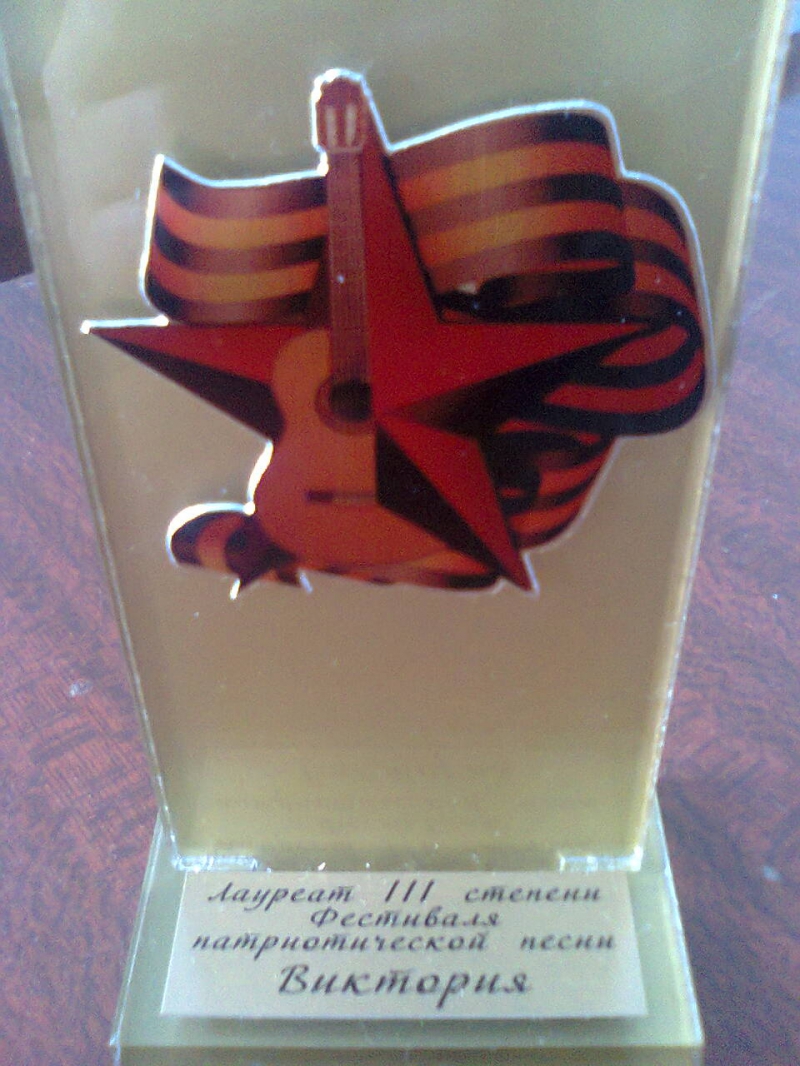 Лауреат III степени
Фестиваля
патриотической песни
Виктория